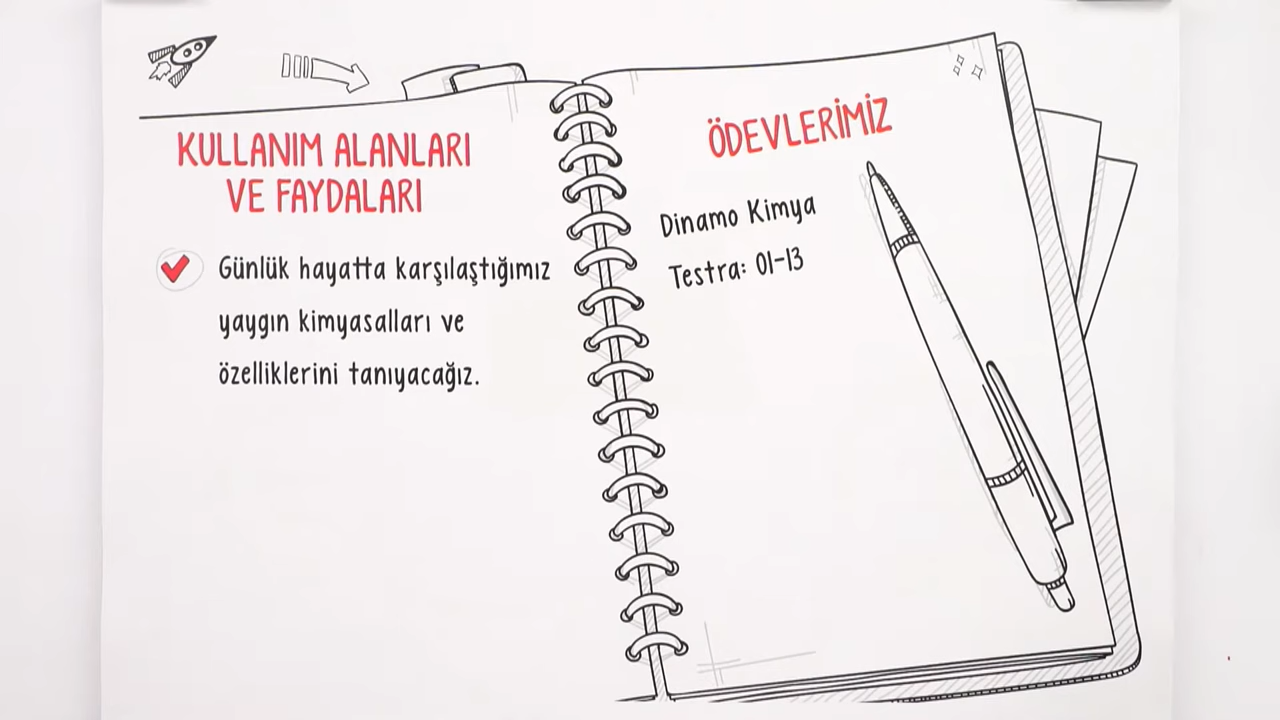 KULLANIM ALANLARI
VE FAYDALARI
Günlük hayatta karşılaştığımız
yaygın kimyasalları ve
özelliklerini tanıyacağız.
ÖDEVLERİMİZ
Dinamo Kimya
Testra: 01-13